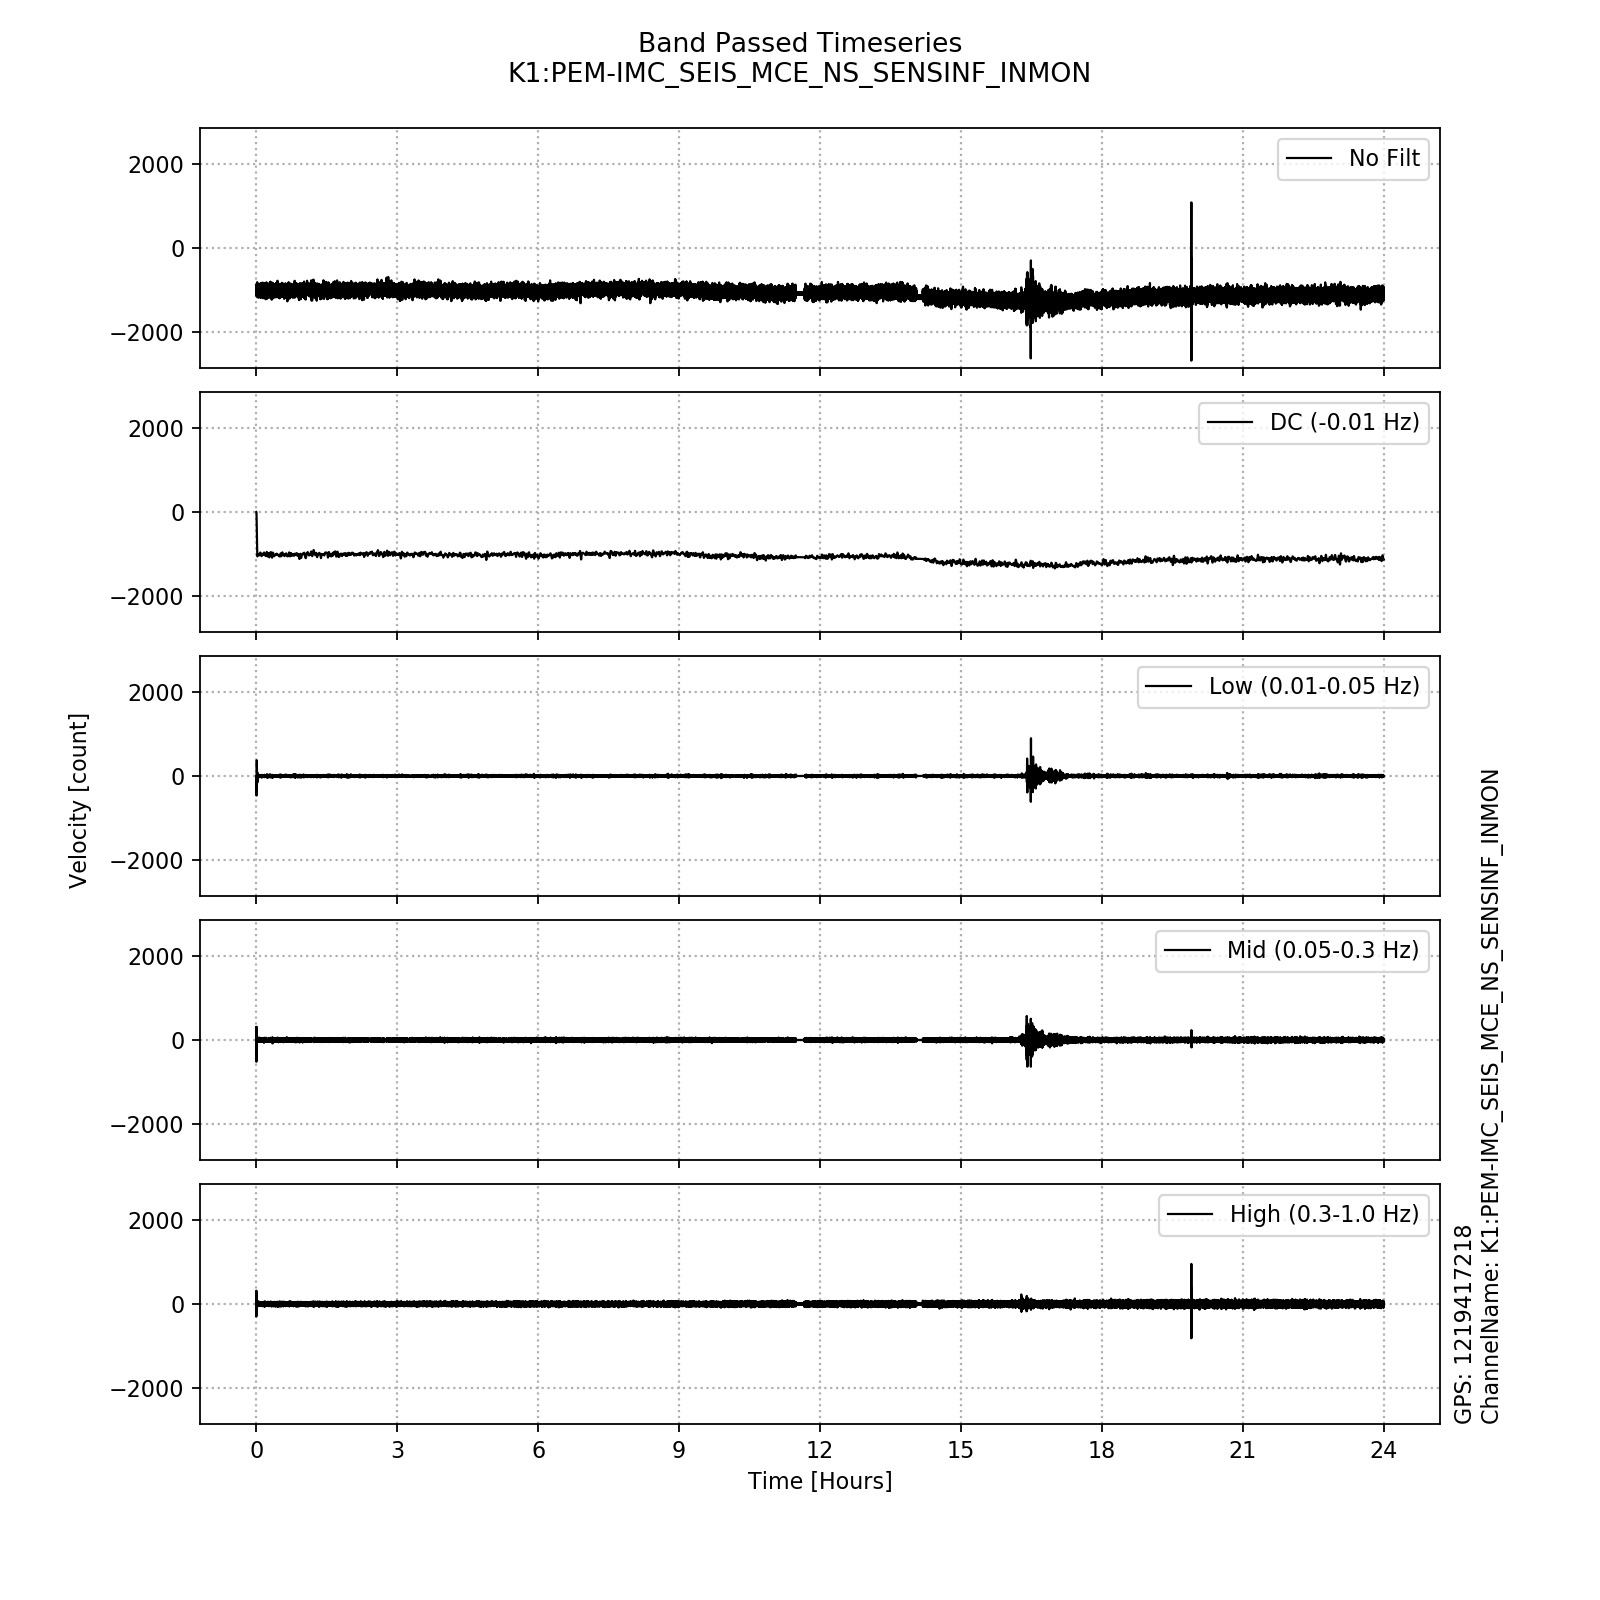 Band Passed Timeseries
K1:PEM-IMC_SEIS_MCE_NS_SENSINF_INMON
2000
0
−2000
No Filt
2000
0
−2000
DC (-0.01 Hz)
2000
0
−2000
Low (0.01-0.05 Hz)
Velocity [count]
2000
0
−2000
Mid (0.05-0.3 Hz)
2000
0
−2000
High (0.3-1.0 Hz)
0 3 6 9 12 15 18 21 24
Time [Hours]
GPS: 1219417218
ChannelName: K1:PEM-IMC_SEIS_MCE_NS_SENSINF_INMON